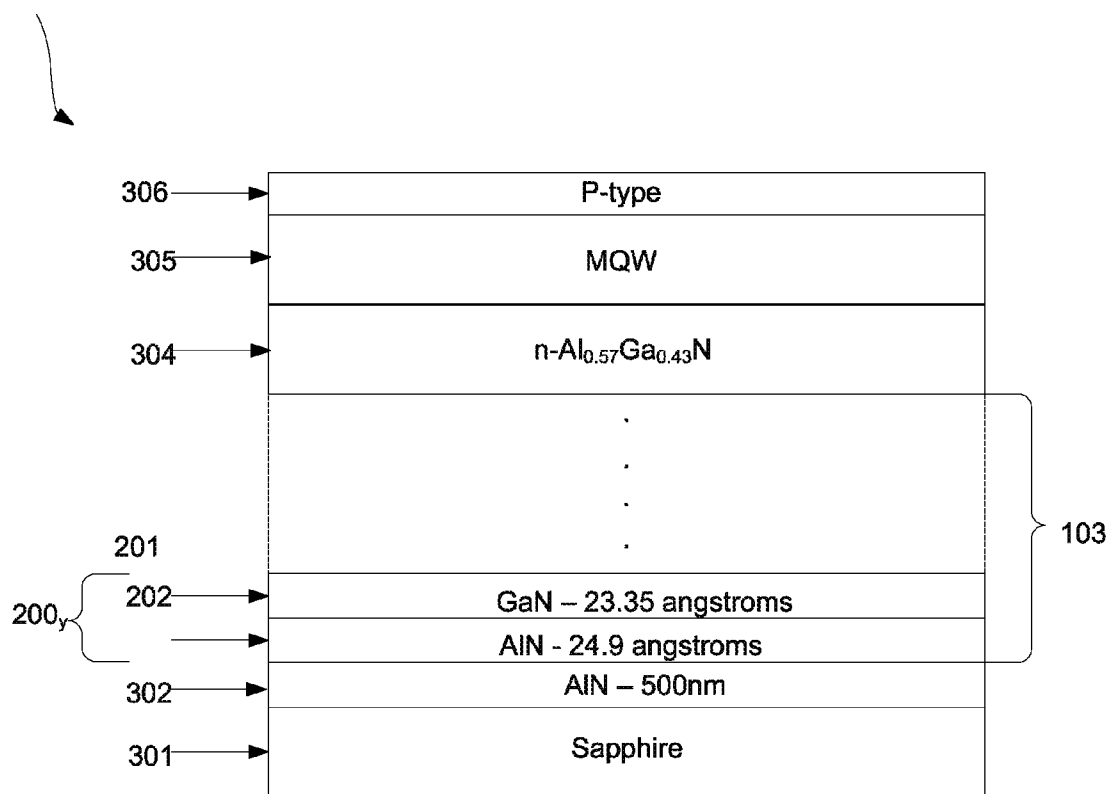 306 P-type
305 MQW
304 n-Al₀.₅₇Ga₀.₄₃N
103
201
202 GaN – 23.35 angstroms
200y
AlN - 24.9 angstroms
302 AlN – 500nm
301 Sapphire